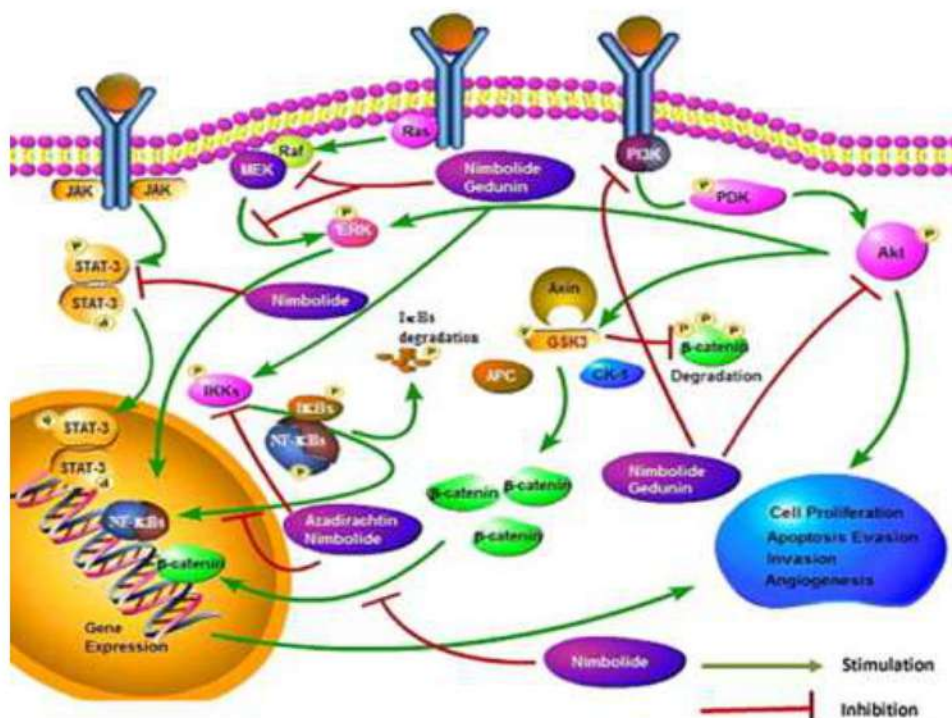 Ras
Raf
MEK
PI3K
JAK
JAK
Nimbolide
Gedunin
P
PDK
P
ERK
Akt
P
P
STAT-3
STAT-3
P
Nimbolide
Axin
IκBs
degradation
P
P
GSK3
P
P
P
β-catenin
Degradation
APC
CK-1
P
IKKs
IKBs
P
NF-κBs
P
P
STAT-3
STAT-3
P
Nimbolide
Gedunin
β-catenin
β-catenin
β-catenin
NF-κBs
Azadirachtin
Nimbolide
β-catenin
Cell Proliferation
Apoptosis Evasion
Invasion
Angiogenesis
Gene
Expression
Nimbolide
Stimulation
Inhibition